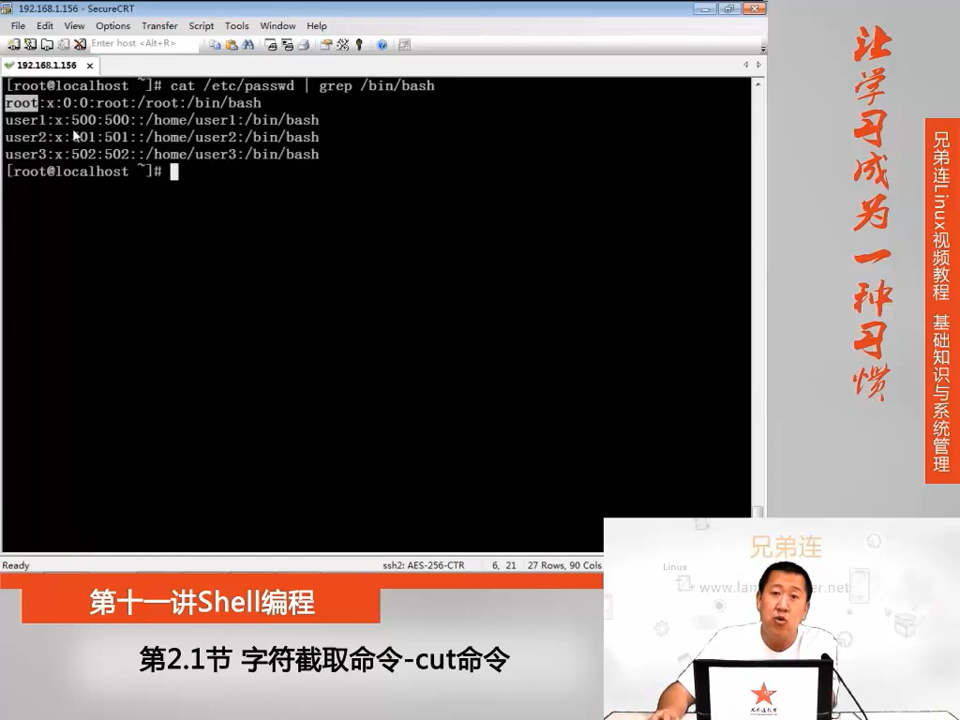 192.168.1.156 - SecureCRT
File Edit View Options Transfer Script Tools Window Help
Enter host <Alt+R>
192.168.1.156
[root@localhost ~]# cat /etc/passwd | grep /bin/bash
root:x:0:0:root:/root:/bin/bash
user1:x:500:500::/home/user1:/bin/bash
user2:x:501:501::/home/user2:/bin/bash
user3:x:502:502::/home/user3:/bin/bash
[root@localhost ~]#
Ready
ssh2: AES-256-CTR 6, 21 27 Rows, 90 Cols
让学习成为一种习惯
兄弟连Linux视频教程 基础知识与系统管理
第十一讲Shell编程
第2.1节 字符截取命令-cut命令
兄弟连
Linux